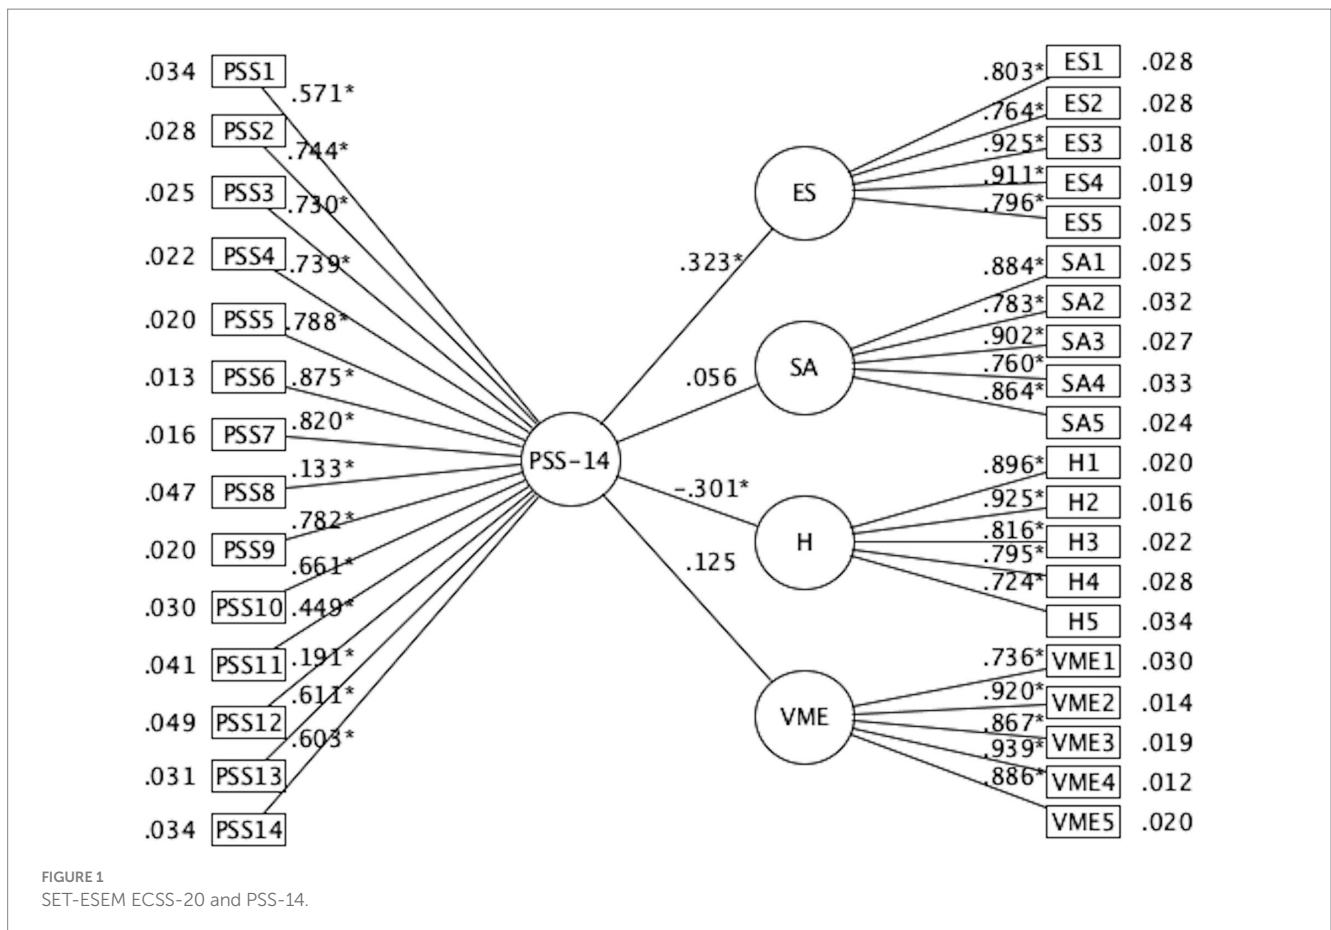 .034 PSS1 .571*
.028 PSS2 .744*
.025 PSS3 .730*
.022 PSS4 .739*
.020 PSS5 .788*
.013 PSS6 .875*
.016 PSS7 .820*
.047 PSS8 .133*
.020 PSS9 .782*
.030 PSS10 .661*
.041 PSS11 .449*
.049 PSS12 .191*
.031 PSS13 .611*
.034 PSS14 .603*
PSS-14
.323*
.056
-.301*
.125
ES
SA
H
VME
.803* ES1 .028
.764* ES2 .028
.925* ES3 .018
.911* ES4 .019
.796* ES5 .025
.884* SA1 .025
.783* SA2 .032
.902* SA3 .027
.760* SA4 .033
.864* SA5 .024
.896* H1 .020
.925* H2 .016
.816* H3 .022
.795* H4 .028
.724* H5 .034
.736* VME1 .030
.920* VME2 .014
.867* VME3 .019
.939* VME4 .012
.886* VME5 .020
FIGURE 1
SET-ESEM ECSS-20 and PSS-14.